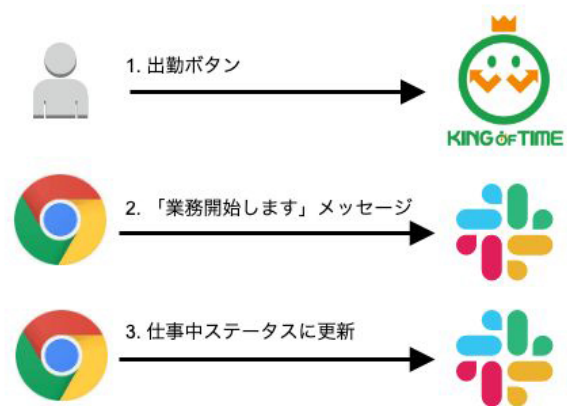 1. 出勤ボタン
KING OF TIME
2. 「業務開始します」メッセージ
3. 仕事中ステータスに更新